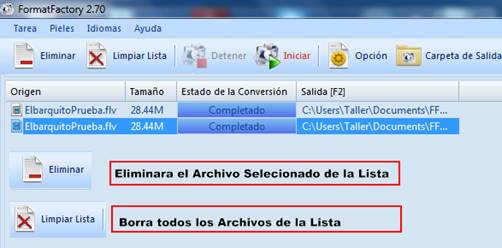 FormatFactory 2.70
Tarea Pieles Idiomas Ayuda
Eliminar Limpiar Lista Detener Iniciar Opción Carpeta de Salida
Origen Tamaño Estado de la Conversión Salida [F2]
ElbarquitoPrueba.flv 28.44M Completado C:\Users\Taller\Documents\FF...
ElbarquitoPrueba.flv 28.44M Completado C:\Users\Taller\Documents\FF...
Eliminar Eliminara el Archivo Selecionado de la Lista
Limpiar Lista Borra todos los Archivos de la Lista